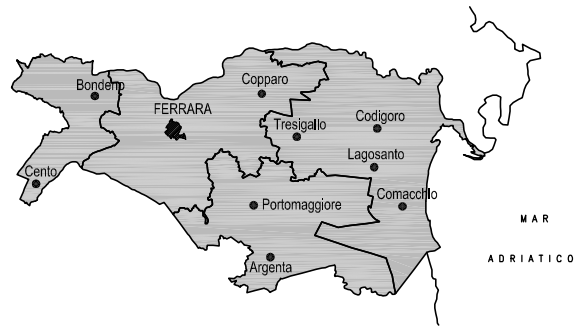 Copparo
Bondeno
FERRARA
Tresigallo
Codigoro
Lagosanto
Cento
Comacchio
Portomaggiore
MAR
ADRIATICO
Argenta